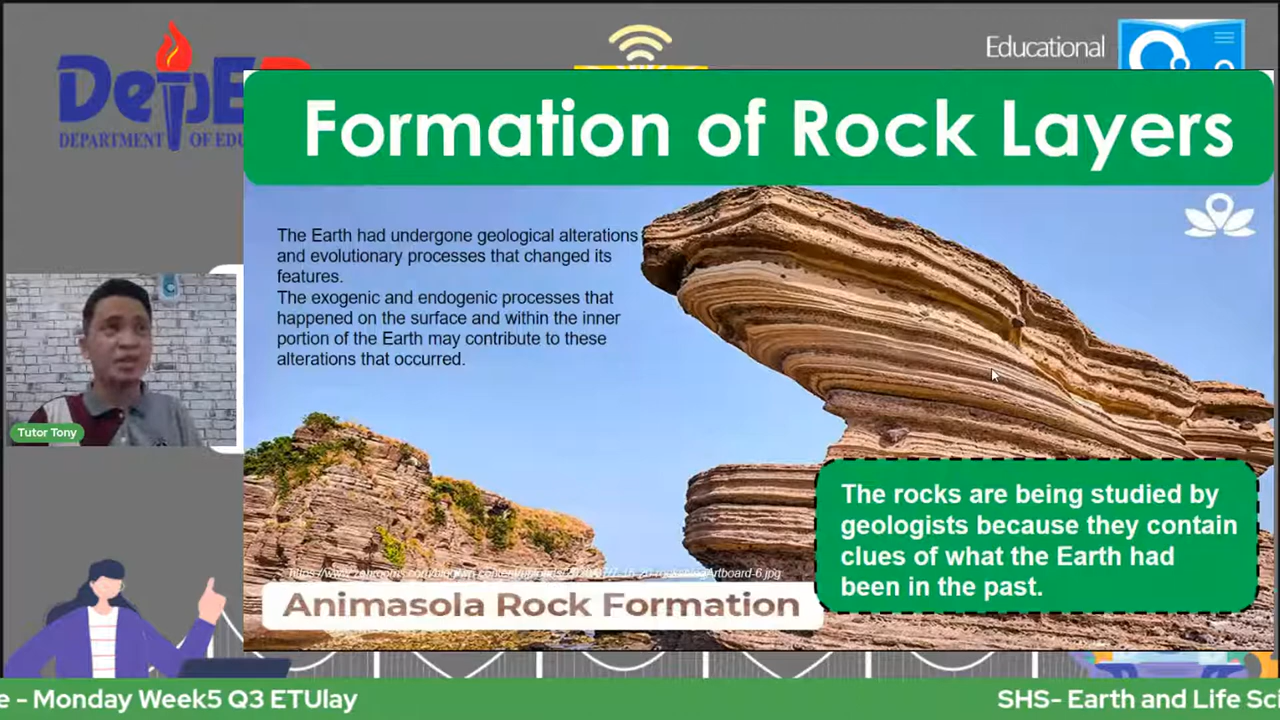 DepE
DEPARTMENT OF EDU
Educational
Formation of Rock Layers
The Earth had undergone geological alterations
and evolutionary processes that changed its
features.
The exogenic and endogenic processes that
happened on the surface and within the inner
portion of the Earth may contribute to these
alterations that occurred.
Tutor Tony
The rocks are being studied by
geologists because they contain
clues of what the Earth had
been in the past.
Animasola Rock Formation
e - Monday Week5 Q3 ETUlay
SHS- Earth and Life Sci